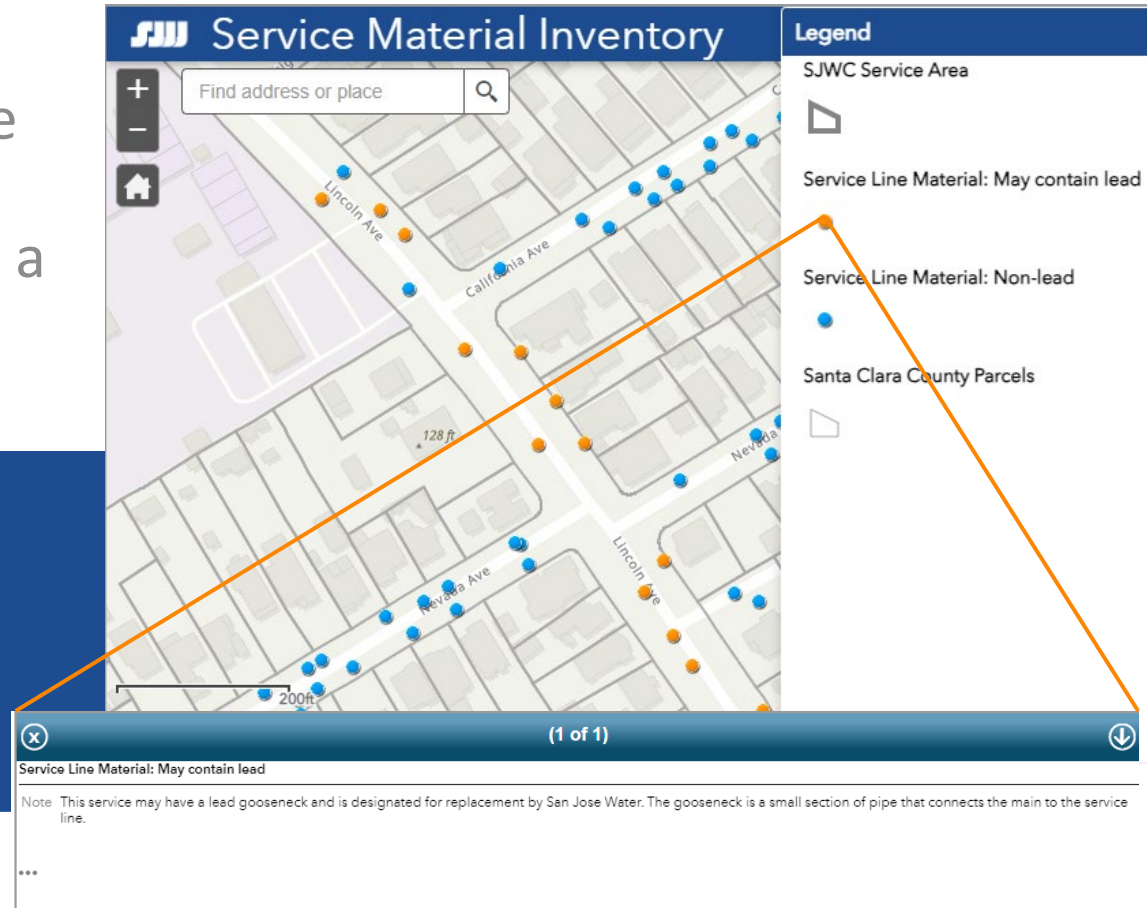 e
a
SJW Service Material Inventory
Find address or place
+
−
Lincoln Ave
California Ave
128 ft
Nevada
Nevada Ave
Lincoln Ave
200ft
Legend
SJWC Service Area
Service Line Material: May contain lead
Service Line Material: Non-lead
Santa Clara County Parcels
(1 of 1)
Service Line Material: May contain lead
Note This service may have a lead gooseneck and is designated for replacement by San Jose Water. The gooseneck is a small section of pipe that connects the main to the service
line.
...